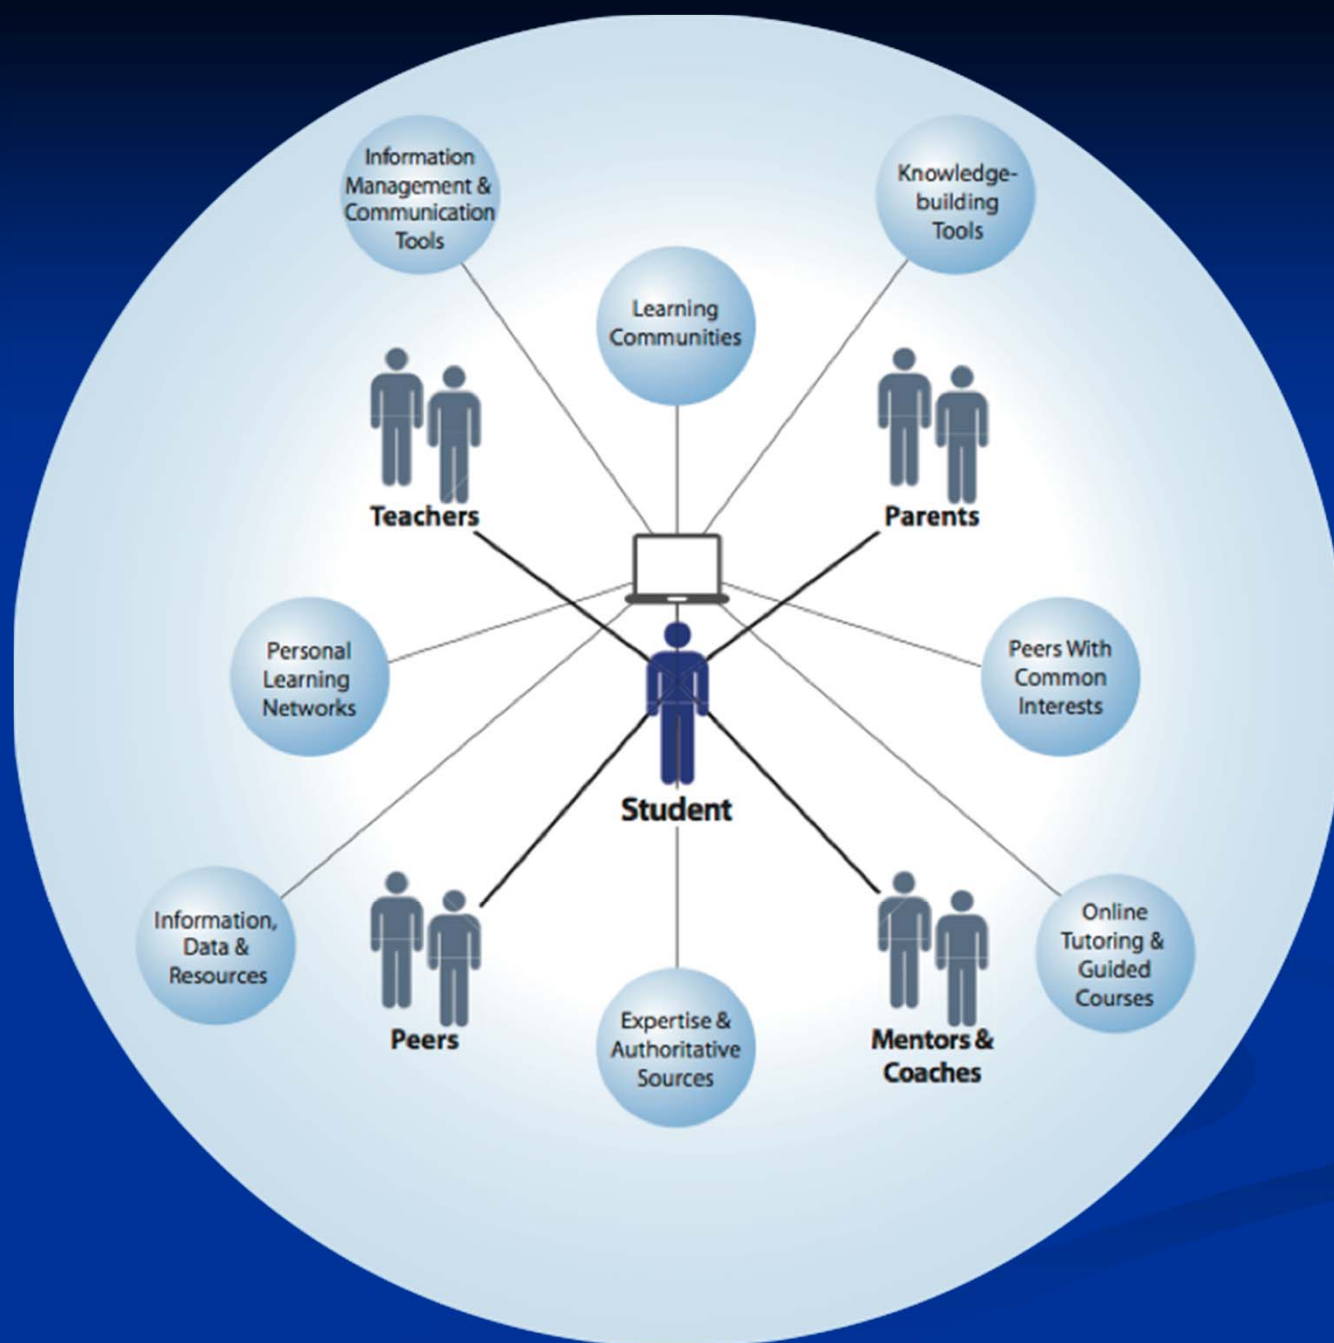 Information
Management &
Communication
Tools
Knowledge-
building
Tools
Learning
Communities
Teachers
Parents
Personal
Learning
Networks
Peers With
Common
Interests
Student
Information,
Data &
Resources
Peers
Expertise &
Authoritative
Sources
Mentors &
Coaches
Online
Tutoring &
Guided
Courses